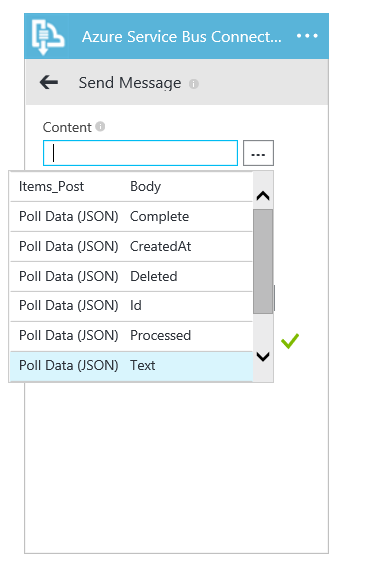 Azure Service Bus Connect... ...
Send Message
Content
...
Items_Post Body
Poll Data (JSON) Complete
Poll Data (JSON) CreatedAt
Poll Data (JSON) Deleted
Poll Data (JSON) Id
Poll Data (JSON) Processed
Poll Data (JSON) Text